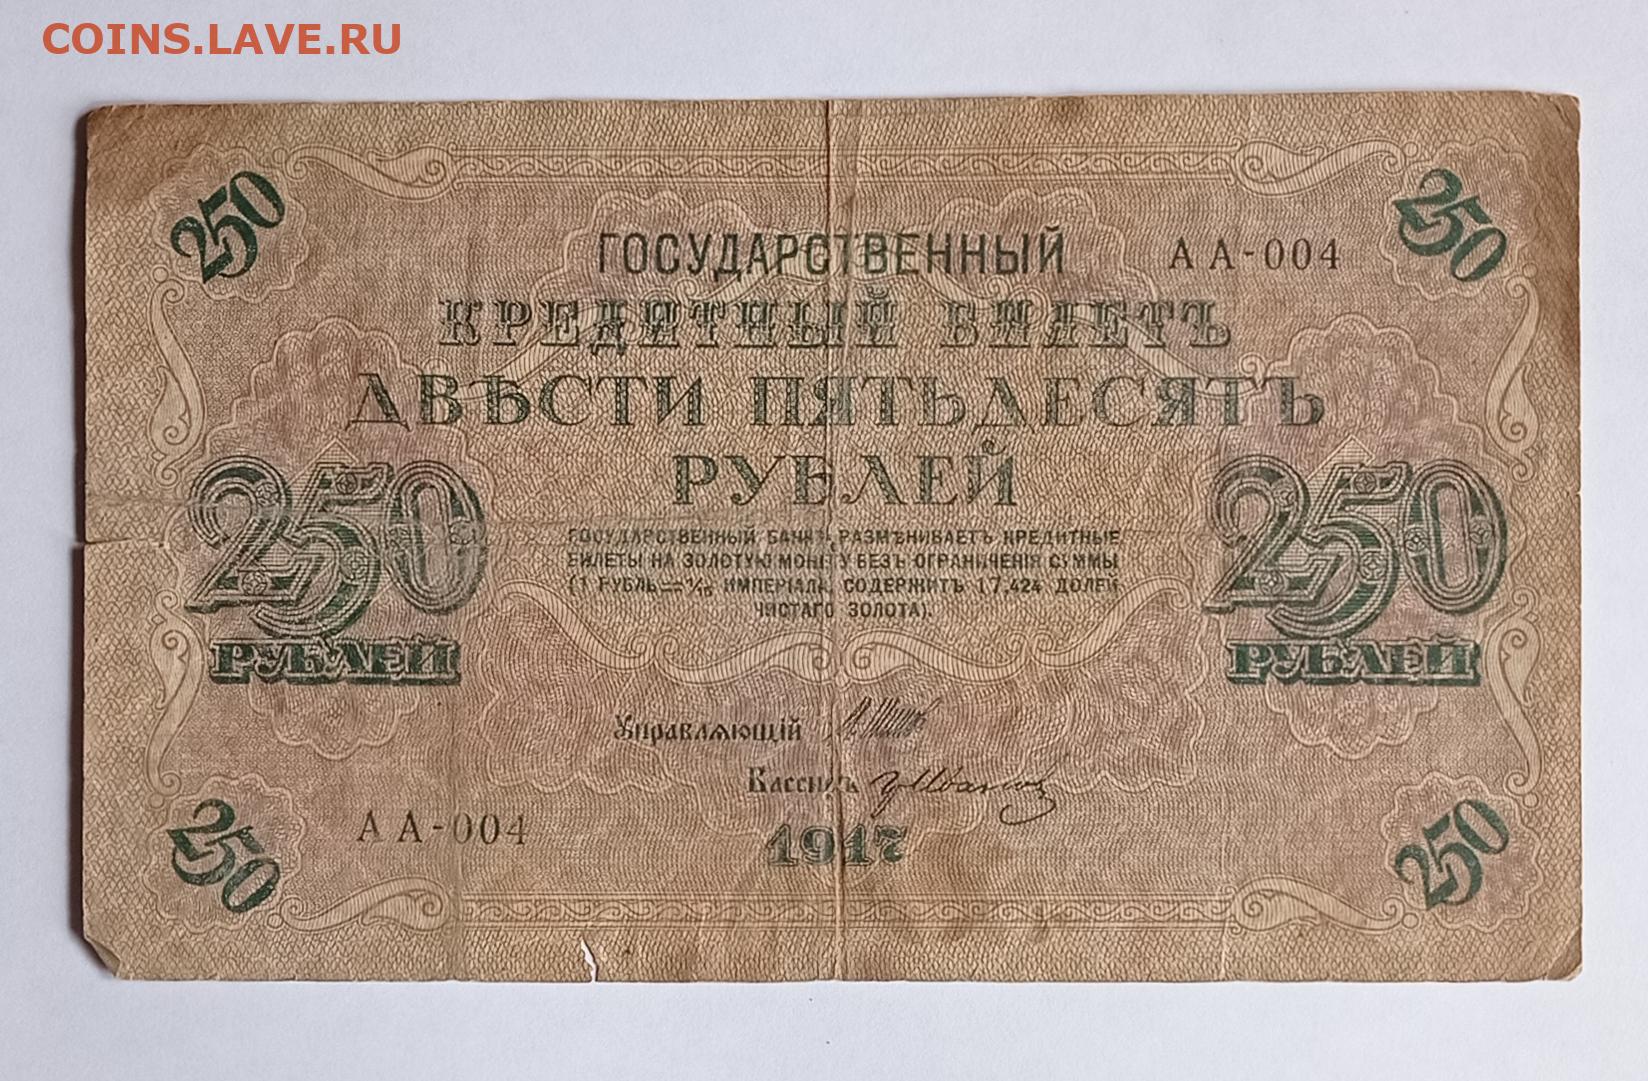 COINS.LAVE.RU
250
250
ГОСУДАРСТВЕННЫЙ
АА-004
КРЕДИТНЫЙ БИЛЕТЪ
ДВѢСТИ ПЯТЬДЕСЯТЪ
РУБЛЕЙ
250
РУБЛЕЙ
250
РУБЛЕЙ
ГОСУДАРСТВЕННЫЙ БАНКЪ РАЗМѢНИВАЕТЪ КРЕДИТНЫЕ
БИЛЕТЫ НА ЗОЛОТУЮ МОНЕТУ БЕЗЪ ОГРАНИЧЕНІЯ СУММЫ
(1 РУБЛЬ = 1/15 ИМПЕРІАЛА, СОДЕРЖИТЪ 17,424 ДОЛЕЙ
ЧИСТАГО ЗОЛОТА).
Управляющій
Кассиръ
АА-004
1917
250
250